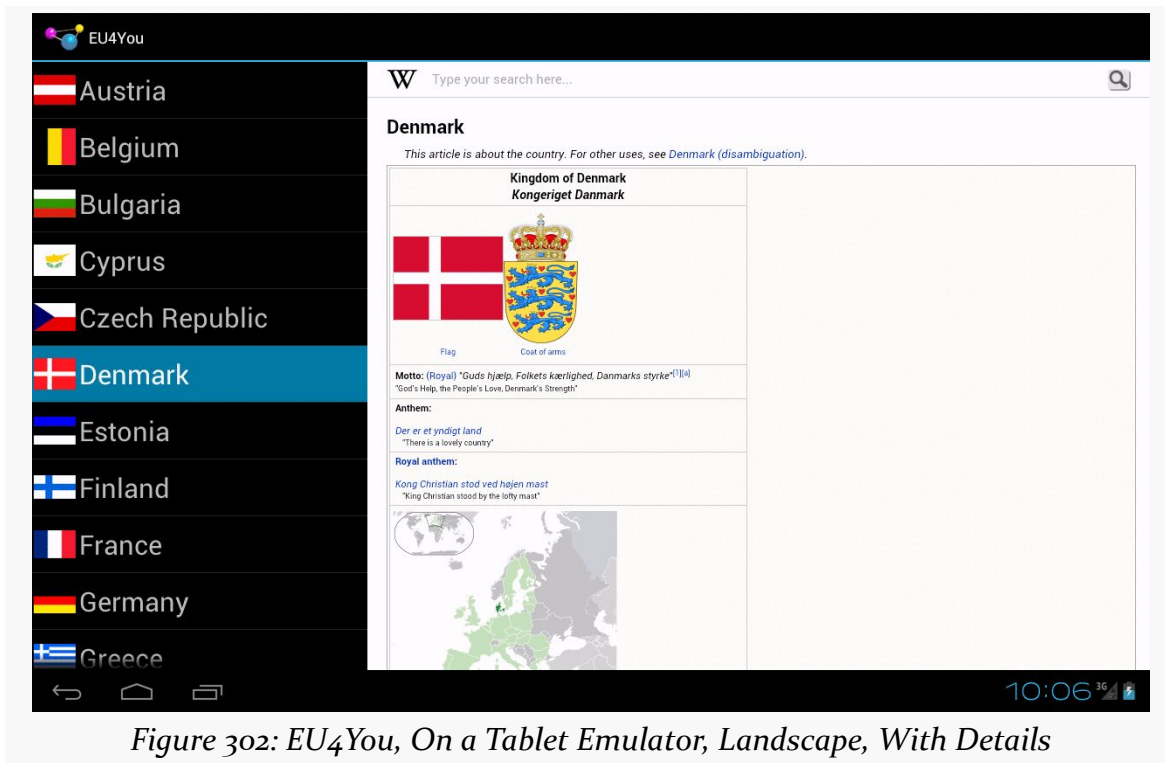 EU4You
Austria
Belgium
Bulgaria
Cyprus
Czech Republic
Denmark
Estonia
Finland
France
Germany
Greece
W Type your search here...
Denmark
This article is about the country. For other uses, see Denmark (disambiguation).
Kingdom of Denmark
Kongeriget Danmark
Flag Coat of arms
Motto: (Royal) "Guds hjælp, Folkets kærlighed, Danmarks styrke"[1][a]
"God's Help, the People's Love, Denmark's Strength"
Anthem:
Der er et yndigt land
"There is a lovely country"
Royal anthem:
Kong Christian stod ved højen mast
"King Christian stood by the lofty mast"
10:06 3G
Figure 302: EU4You, On a Tablet Emulator, Landscape, With Details